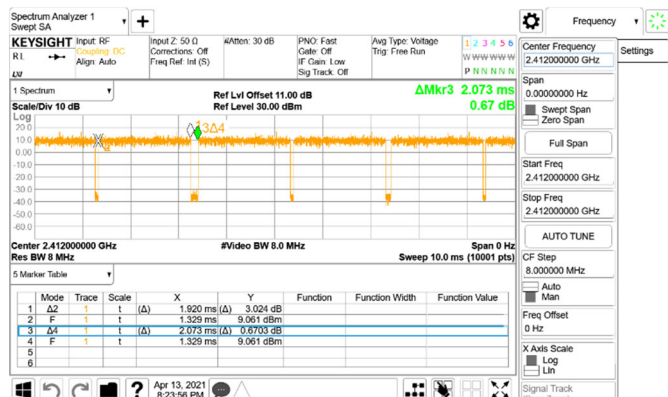 Spectrum Analyzer 1
Swept SA
Frequency
KEYSIGHT
Input: RF
Coupling: DC
Align: Auto
Input Z: 50 Ω
Corrections: Off
Freq Ref: Int (S)
#Atten: 30 dB
PNO: Fast
Gate: Off
IF Gain: Low
Sig Track: Off
Avg Type: Voltage
Trig: Free Run
1 2 3 4 5 6
W W W W W W
P N N N N N
R L
LXI
Settings
Center Frequency
2.412000000 GHz
Span
0.00000000 Hz
Swept Span
Zero Span
Full Span
Start Freq
2.412000000 GHz
Stop Freq
2.412000000 GHz
AUTO TUNE
CF Step
8.000000 MHz
Auto
Man
Freq Offset
0 Hz
X Axis Scale
Log
Lin
Signal Track
1 Spectrum
Scale/Div 10 dB
Ref Lvl Offset 11.00 dB
Ref Level 30.00 dBm
ΔMkr3 2.073 ms
0.67 dB
Log
20.0
10.0
0.00
-10.0
-20.0
-30.0
-40.0
-50.0
-60.0
3Δ4
Center 2.412000000 GHz
Res BW 8 MHz
#Video BW 8.0 MHz
Span 0 Hz
Sweep 10.0 ms (10001 pts)
5 Marker Table
Mode Trace Scale X Y Function Function Width Function Value
1 Δ2 1 t (Δ) 1.920 ms (Δ) 3.024 dB
2 F 1 t 1.329 ms 9.061 dBm
3 Δ4 1 t (Δ) 2.073 ms (Δ) 0.6703 dB
4 F 1 t 1.329 ms 9.061 dBm
5
6
?
Apr 13, 2021
8:23:56 PM